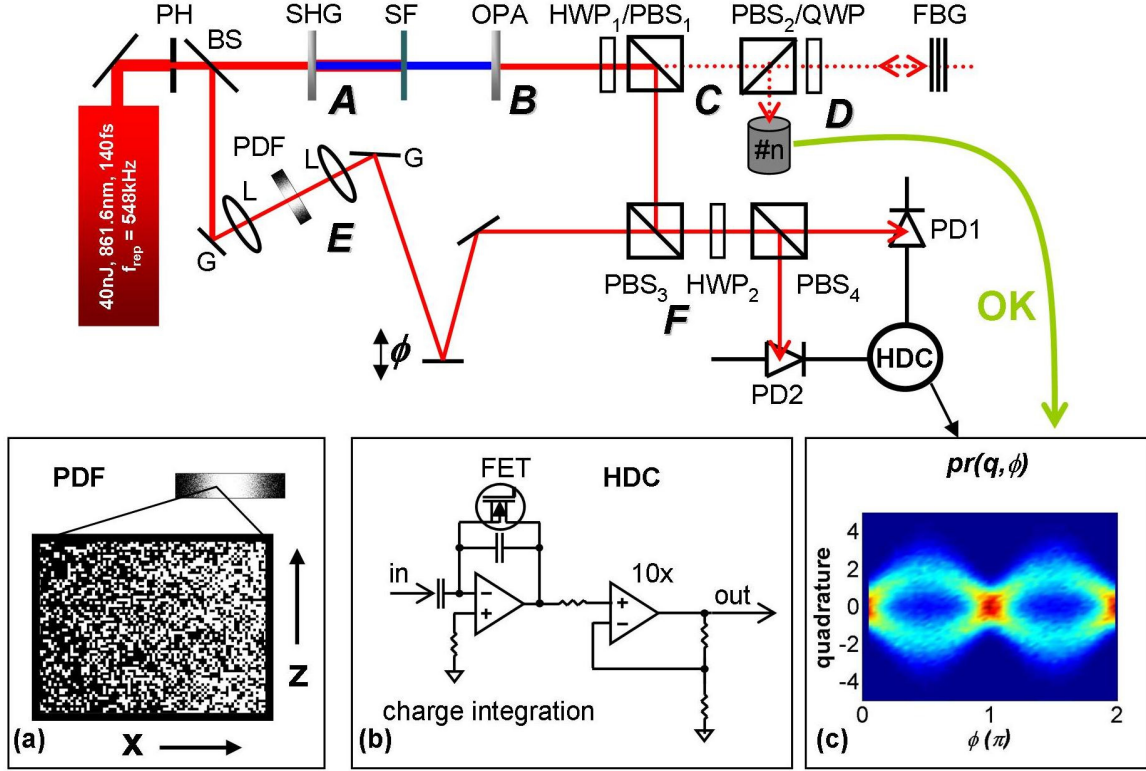 PH
BS
SHG
SF
OPA
HWP1/PBS1
PBS2/QWP
FBG
A
B
C
D
#n
40nJ, 861.6nm, 140fs
frep = 548kHz
PDF
L
L
G
G
E
ϕ
PBS3
HWP2
PBS4
F
PD1
PD2
HDC
OK
PDF
z
x
(a)
FET
HDC
in
10x
out
charge integration
(b)
pr(q,ϕ)
quadrature
4
2
0
-2
-4
0
1
2
ϕ (π)
(c)